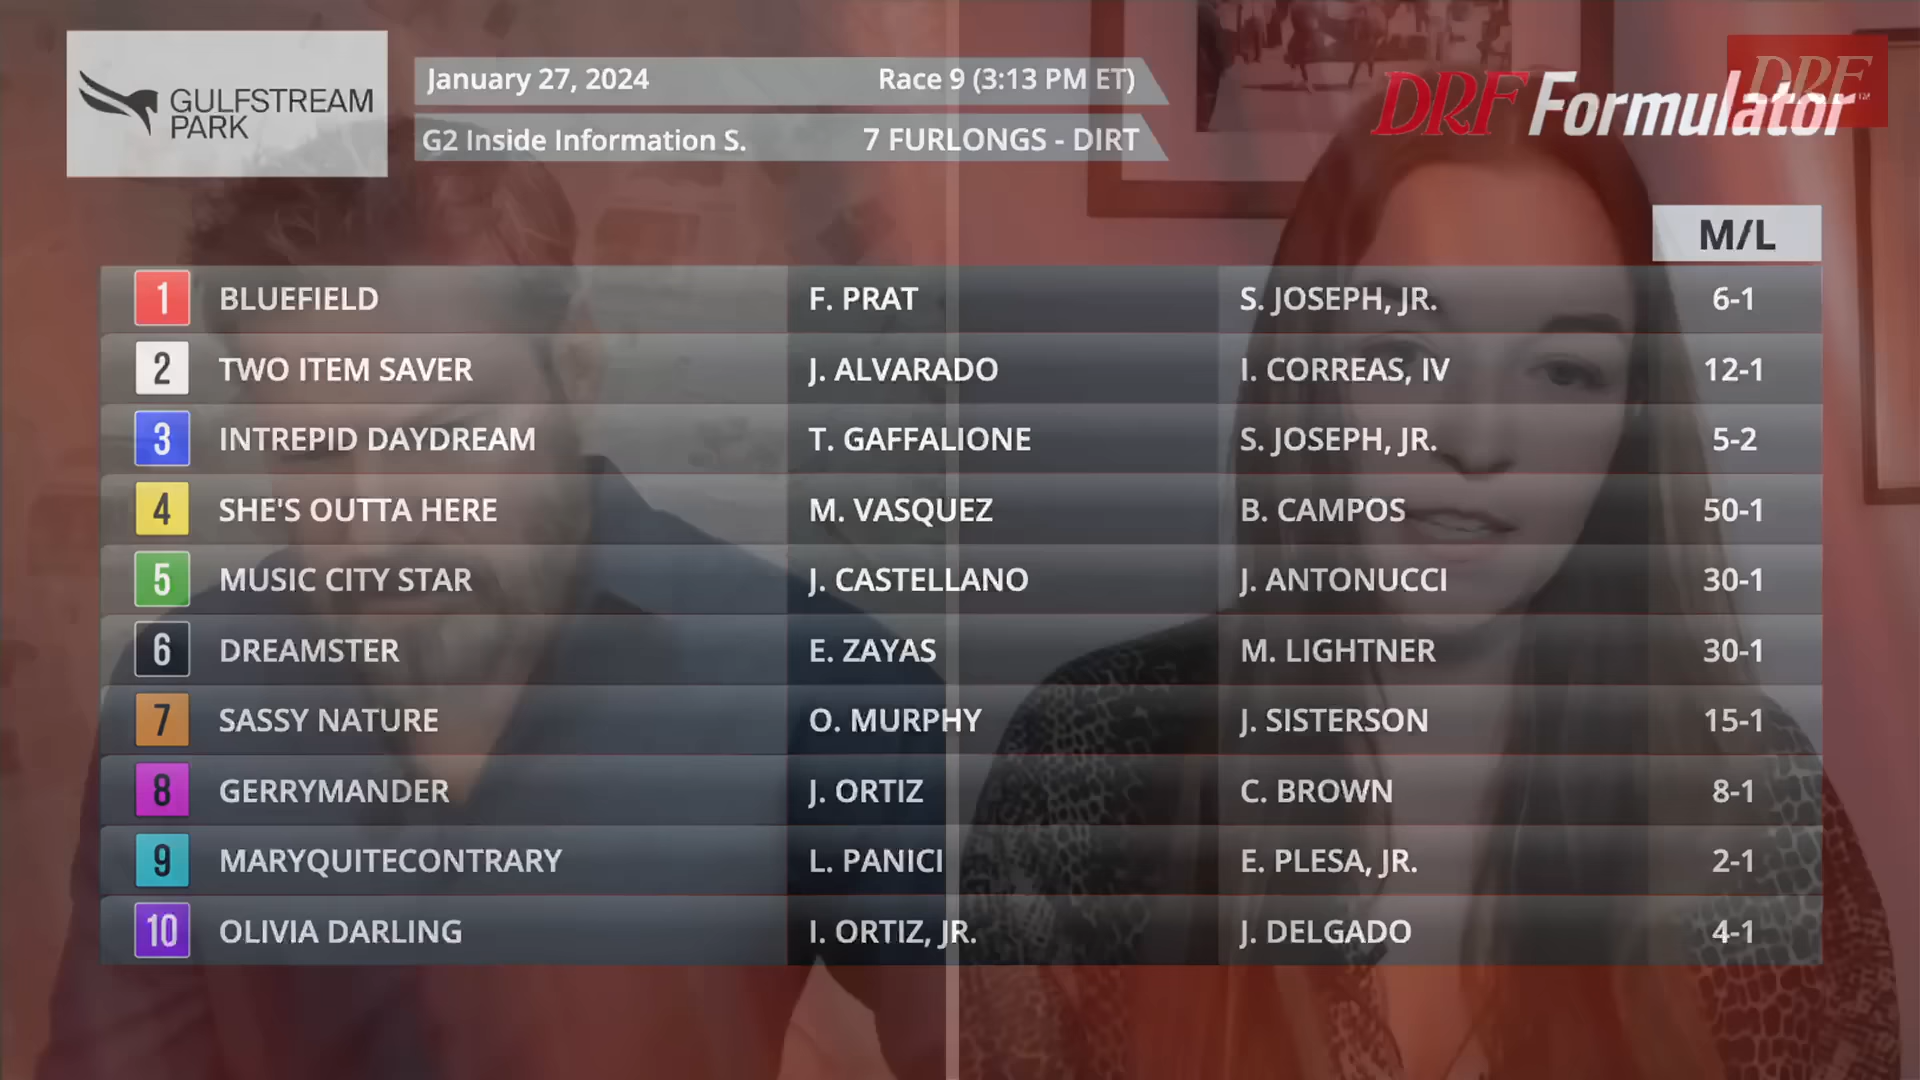 GULFSTREAM
PARK
January 27, 2024 Race 9 (3:13 PM ET)
G2 Inside Information S. 7 FURLONGS - DIRT
DRF Formulator
DRF
M/L
1 BLUEFIELD F. PRAT S. JOSEPH, JR. 6-1
2 TWO ITEM SAVER J. ALVARADO I. CORREAS, IV 12-1
3 INTREPID DAYDREAM T. GAFFALIONE S. JOSEPH, JR. 5-2
4 SHE'S OUTTA HERE M. VASQUEZ B. CAMPOS 50-1
5 MUSIC CITY STAR J. CASTELLANO J. ANTONUCCI 30-1
6 DREAMSTER E. ZAYAS M. LIGHTNER 30-1
7 SASSY NATURE O. MURPHY J. SISTERSON 15-1
8 GERRYMANDER J. ORTIZ C. BROWN 8-1
9 MARYQUITECONTRARY L. PANICI E. PLESA, JR. 2-1
10 OLIVIA DARLING I. ORTIZ, JR. J. DELGADO 4-1